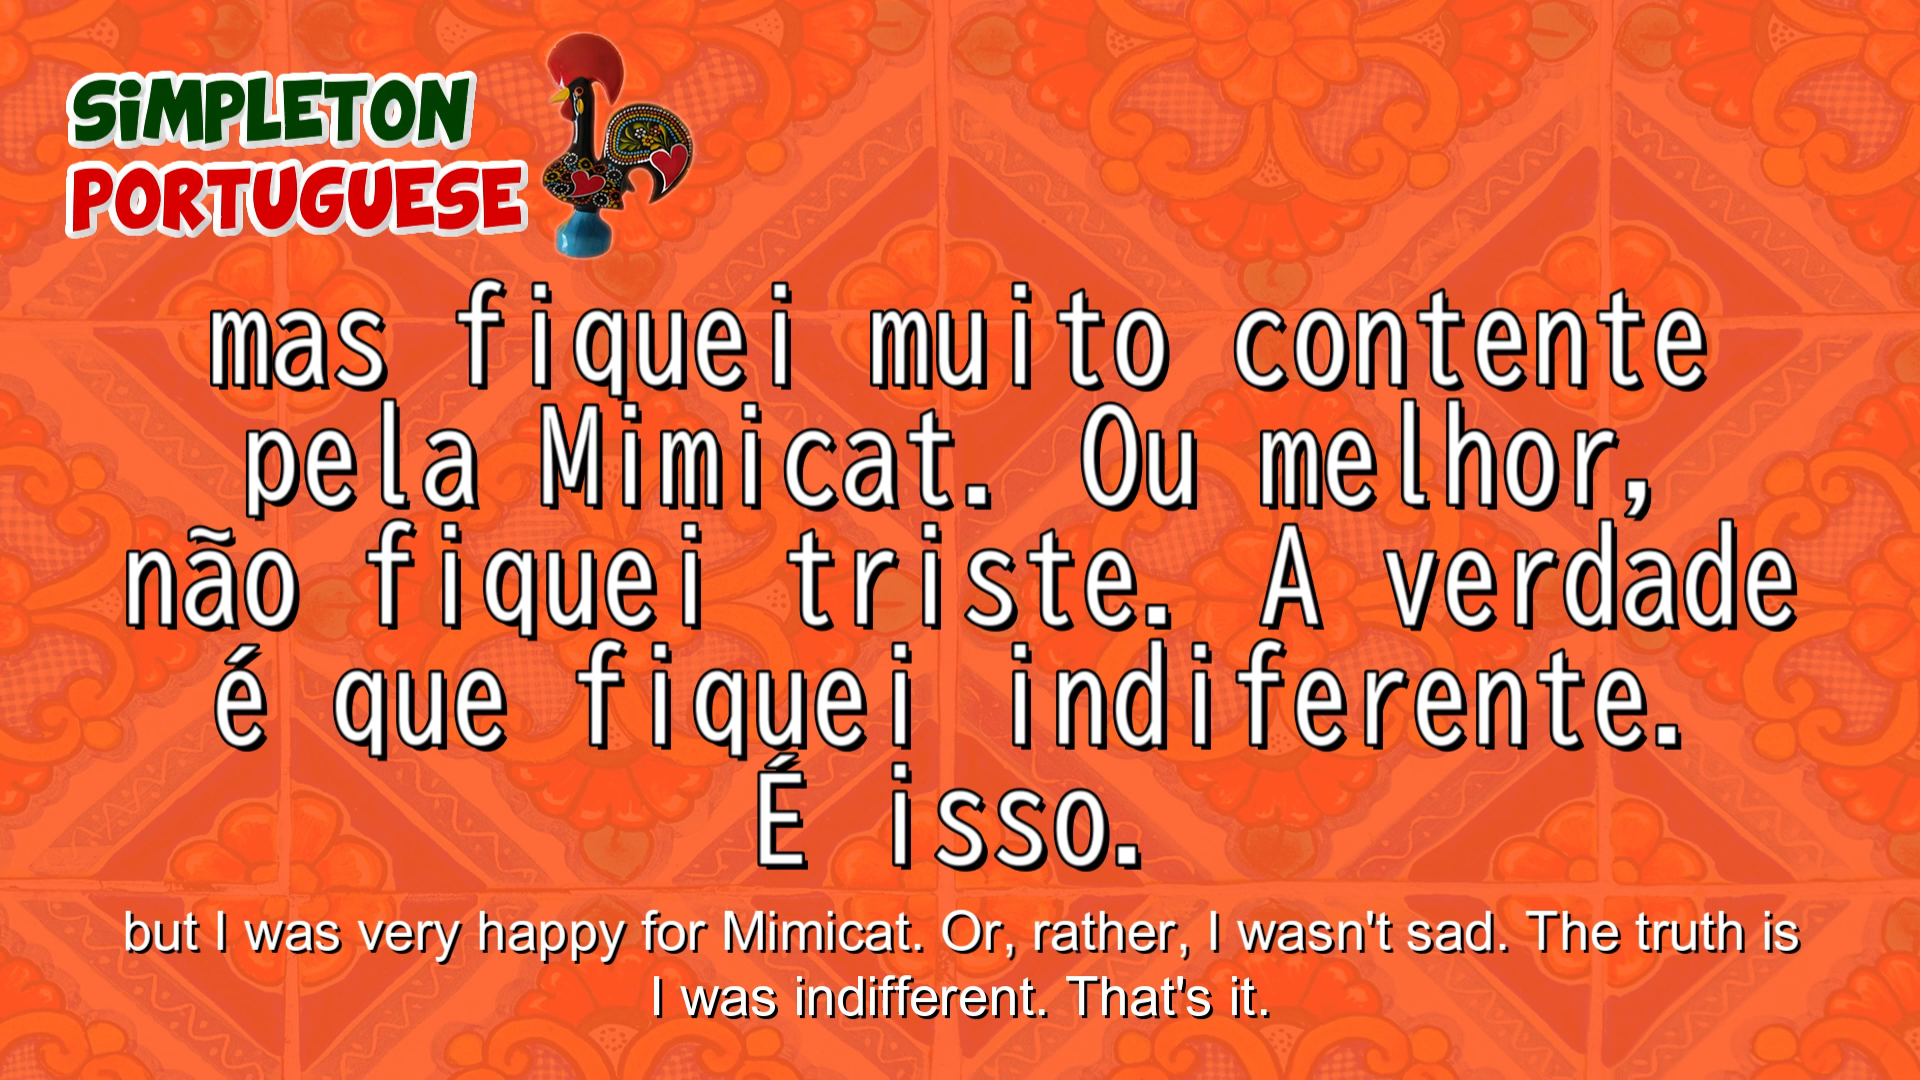 SiMPLETON
PORTUGUESE
mas fiquei muito contente
pela Mimicat. Ou melhor,
não fiquei triste. A verdade
é que fiquei indiferente.
É isso.
but I was very happy for Mimicat. Or, rather, I wasn't sad. The truth is
I was indifferent. That's it.